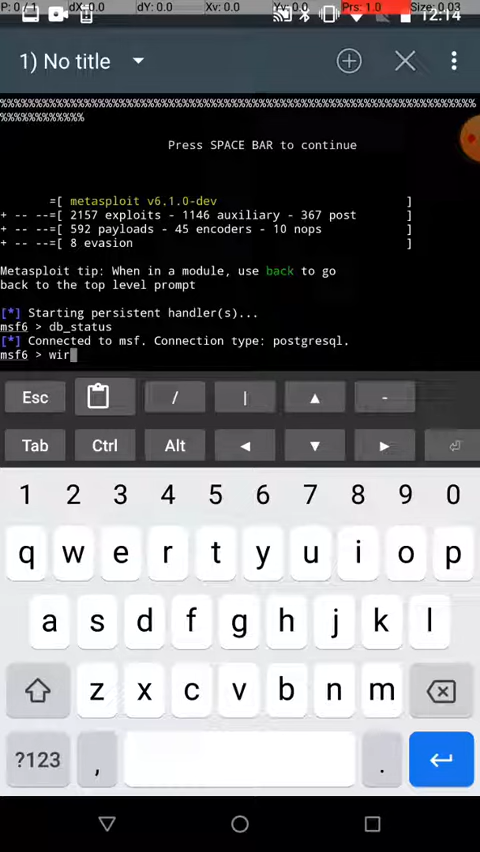 P: 0 / 1 dX: 0.0 dY: 0.0 Xv: 0.0 Yv: 0.0 Prs: 1.0 Size: 0.03
12:14
1) No title
%%%%%%%%%%%%%%%%%%%%%%%%%%%%%%%%%%%%%%%%%%%%%%%%%%%%%%%%%%%%%%%%%%%%
%%%%%%%%%%%%
Press SPACE BAR to continue
=[ metasploit v6.1.0-dev ]
+ -- --=[ 2157 exploits - 1146 auxiliary - 367 post ]
+ -- --=[ 592 payloads - 45 encoders - 10 nops ]
+ -- --=[ 8 evasion ]
Metasploit tip: When in a module, use back to go
back to the top level prompt
[*] Starting persistent handler(s)...
msf6 > db_status
[*] Connected to msf. Connection type: postgresql.
msf6 > wir
Esc / | ▲ -
Tab Ctrl Alt ◄ ▼ ►
1 2 3 4 5 6 7 8 9 0
q w e r t y u i o p
a s d f g h j k l
z x c v b n m
?123 , .